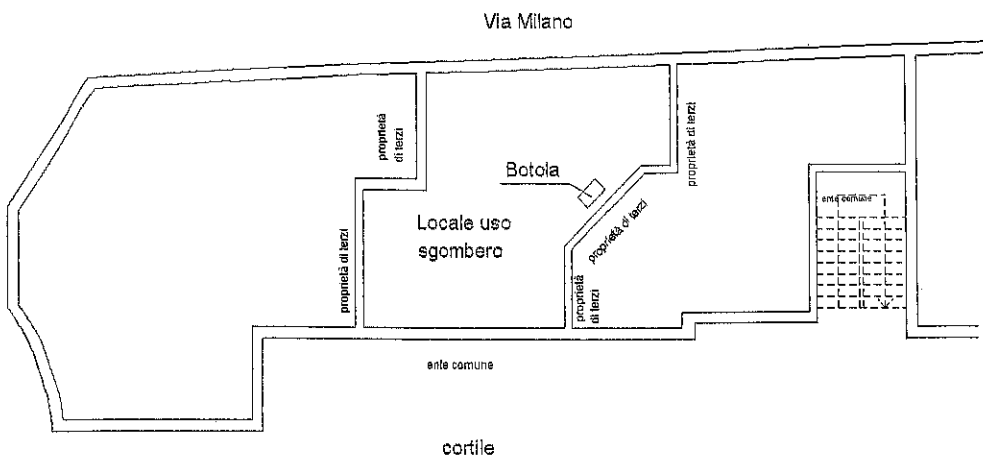 Via Milano
proprietà
di terzi
proprietà di terzi
Botola
ente comune
Locale uso
sgombero
proprietà di terzi
proprietà di terzi
proprietà
di terzi
ente comune
cortile